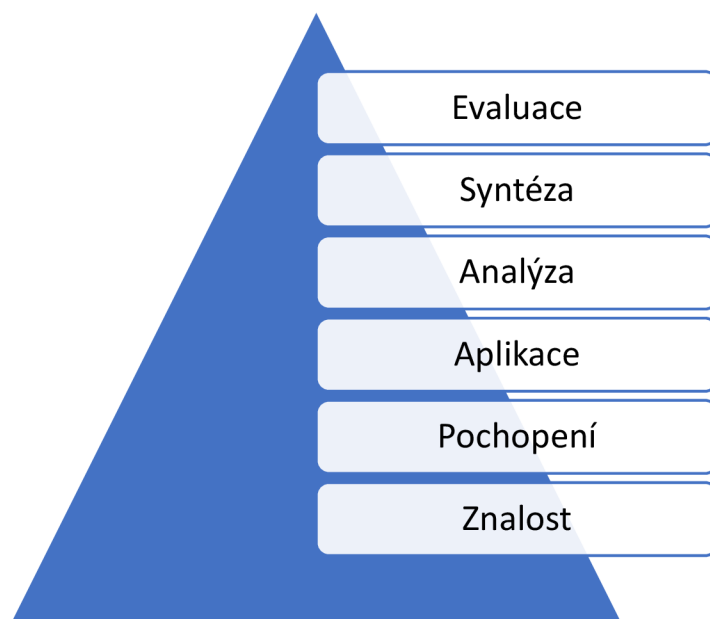 Evaluace
Syntéza
Analýza
Aplikace
Pochopení
Znalost